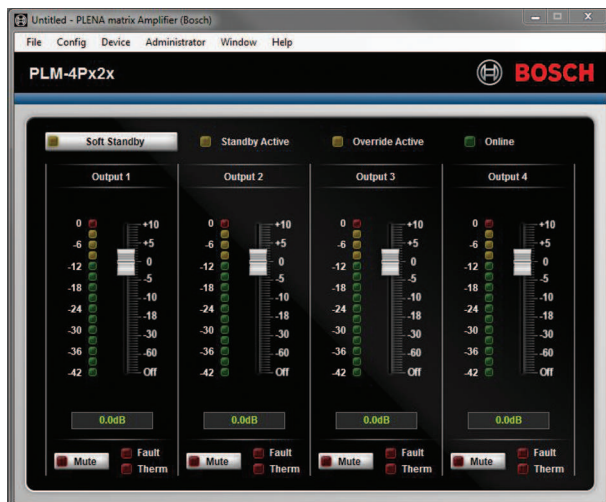 Untitled - PLENA matrix Amplifier (Bosch)
File Config Device Administrator Window Help
PLM-4Px2x
BOSCH
Soft Standby Standby Active Override Active Online
Output 1 Output 2 Output 3 Output 4
0 +10 0 +10 0 +10 0 +10
-6 +5 -6 +5 -6 +5 -6 +5
-12 0 -12 0 -12 0 -12 0
-5 -5 -5 -5
-18 -10 -18 -10 -18 -10 -18 -10
-24 -18 -24 -18 -24 -18 -24 -18
-30 -30 -30 -30 -30 -30 -30 -30
-36 -60 -36 -60 -36 -60 -36 -60
-42 Off -42 Off -42 Off -42 Off
0.0dB 0.0dB 0.0dB 0.0dB
Mute Fault Mute Fault Mute Fault Mute Fault
Therm Therm Therm Therm